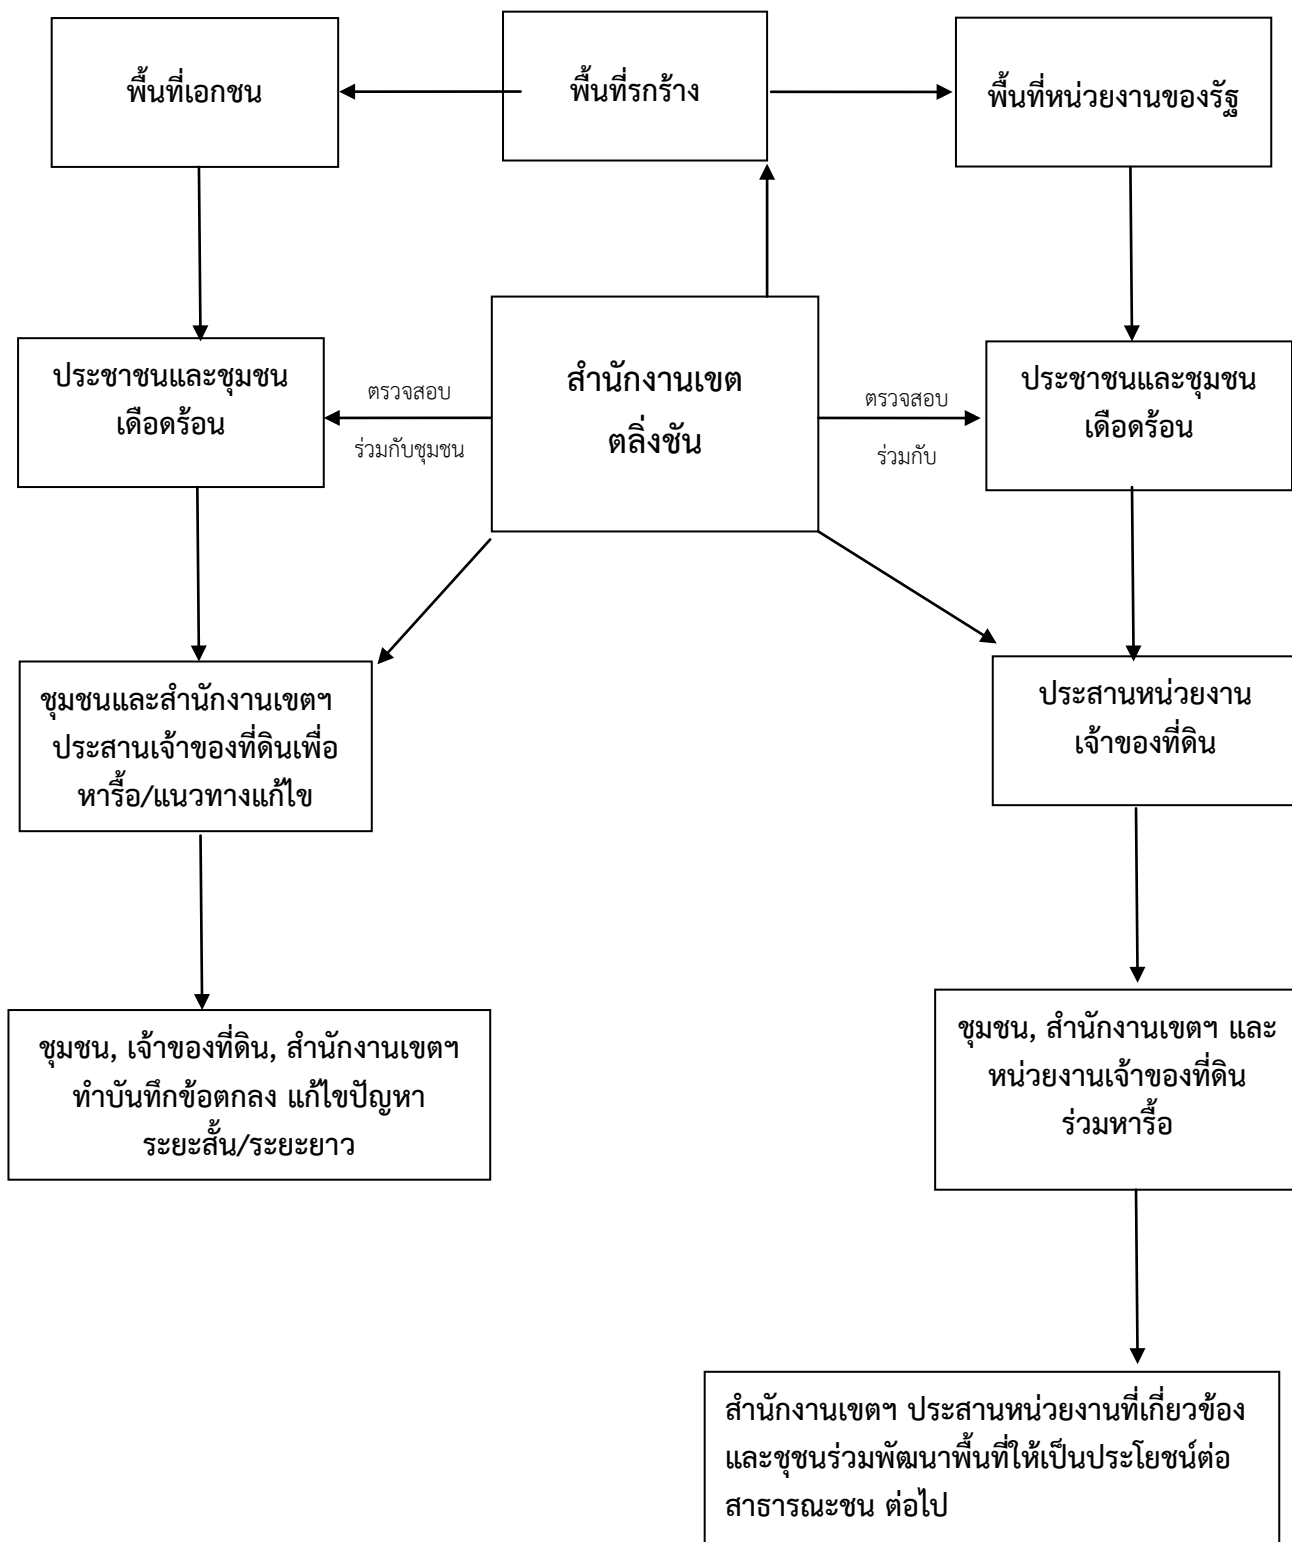 พื้นที่เอกชน
พื้นที่รกร้าง
พื้นที่หน่วยงานของรัฐ
ประชาชนและชุมชน
เดือดร้อน
ตรวจสอบ
ร่วมกับชุมชน
สำนักงานเขต
ตลิ่งชัน
ตรวจสอบ
ร่วมกับ
ประชาชนและชุมชน
เดือดร้อน
ชุมชนและสำนักงานเขตฯ
ประสานเจ้าของที่ดินเพื่อ
หารื้อ/แนวทางแก้ไข
ประสานหน่วยงาน
เจ้าของที่ดิน
ชุมชน, เจ้าของที่ดิน, สำนักงานเขตฯ
ทำบันทึกข้อตกลง แก้ไขปัญหา
ระยะสั้น/ระยะยาว
ชุมชน, สำนักงานเขตฯ และ
หน่วยงานเจ้าของที่ดิน
ร่วมหารื้อ
สำนักงานเขตฯ ประสานหน่วยงานที่เกี่ยวข้อง
และชุชนร่วมพัฒนาพื้นที่ให้เป็นประโยชน์ต่อ
สาธารณะชน ต่อไป